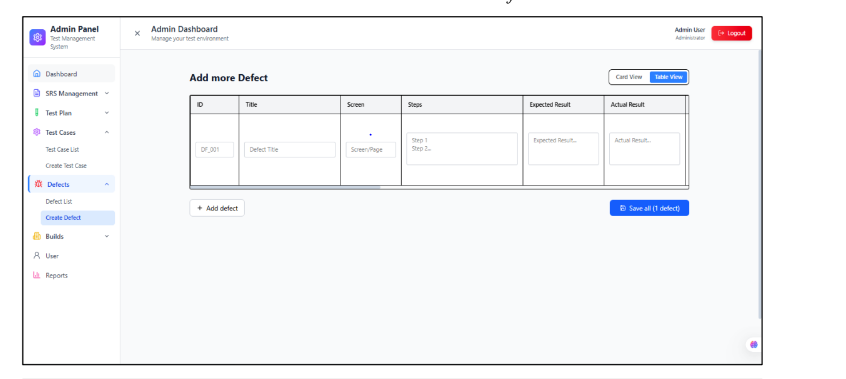 Admin Panel
Test Management
System
Dashboard
SRS Management
Test Plan
Test Cases
Test Case List
Create Test Case
Defects
Defect List
Create Defect
Builds
User
Reports
Admin Dashboard
Manage your test environment
Admin User
Administrator
Logout
Add more Defect
Card View Table View
ID Title Screen Steps Expected Result Actual Result
DF_001 Defect Title Screen/Page Step 1 Expected Result... Actual Result...
Step 2...
+ Add defect
Save all (1 defect)